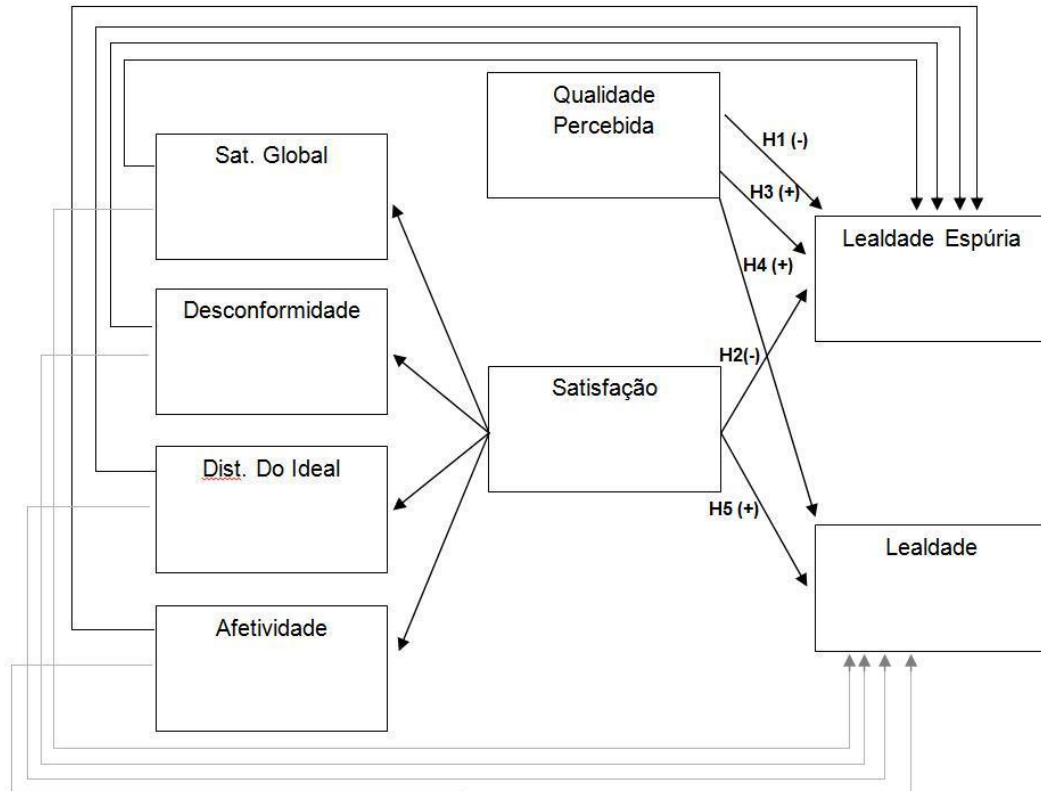 Qualidade
Percebida
H1 (-)
Sat. Global
H3 (+)
Lealdade Espúria
H4 (+)
Desconformidade
H2(-)
Satisfação
Dist. Do Ideal
H5 (+)
Lealdade
Afetividade